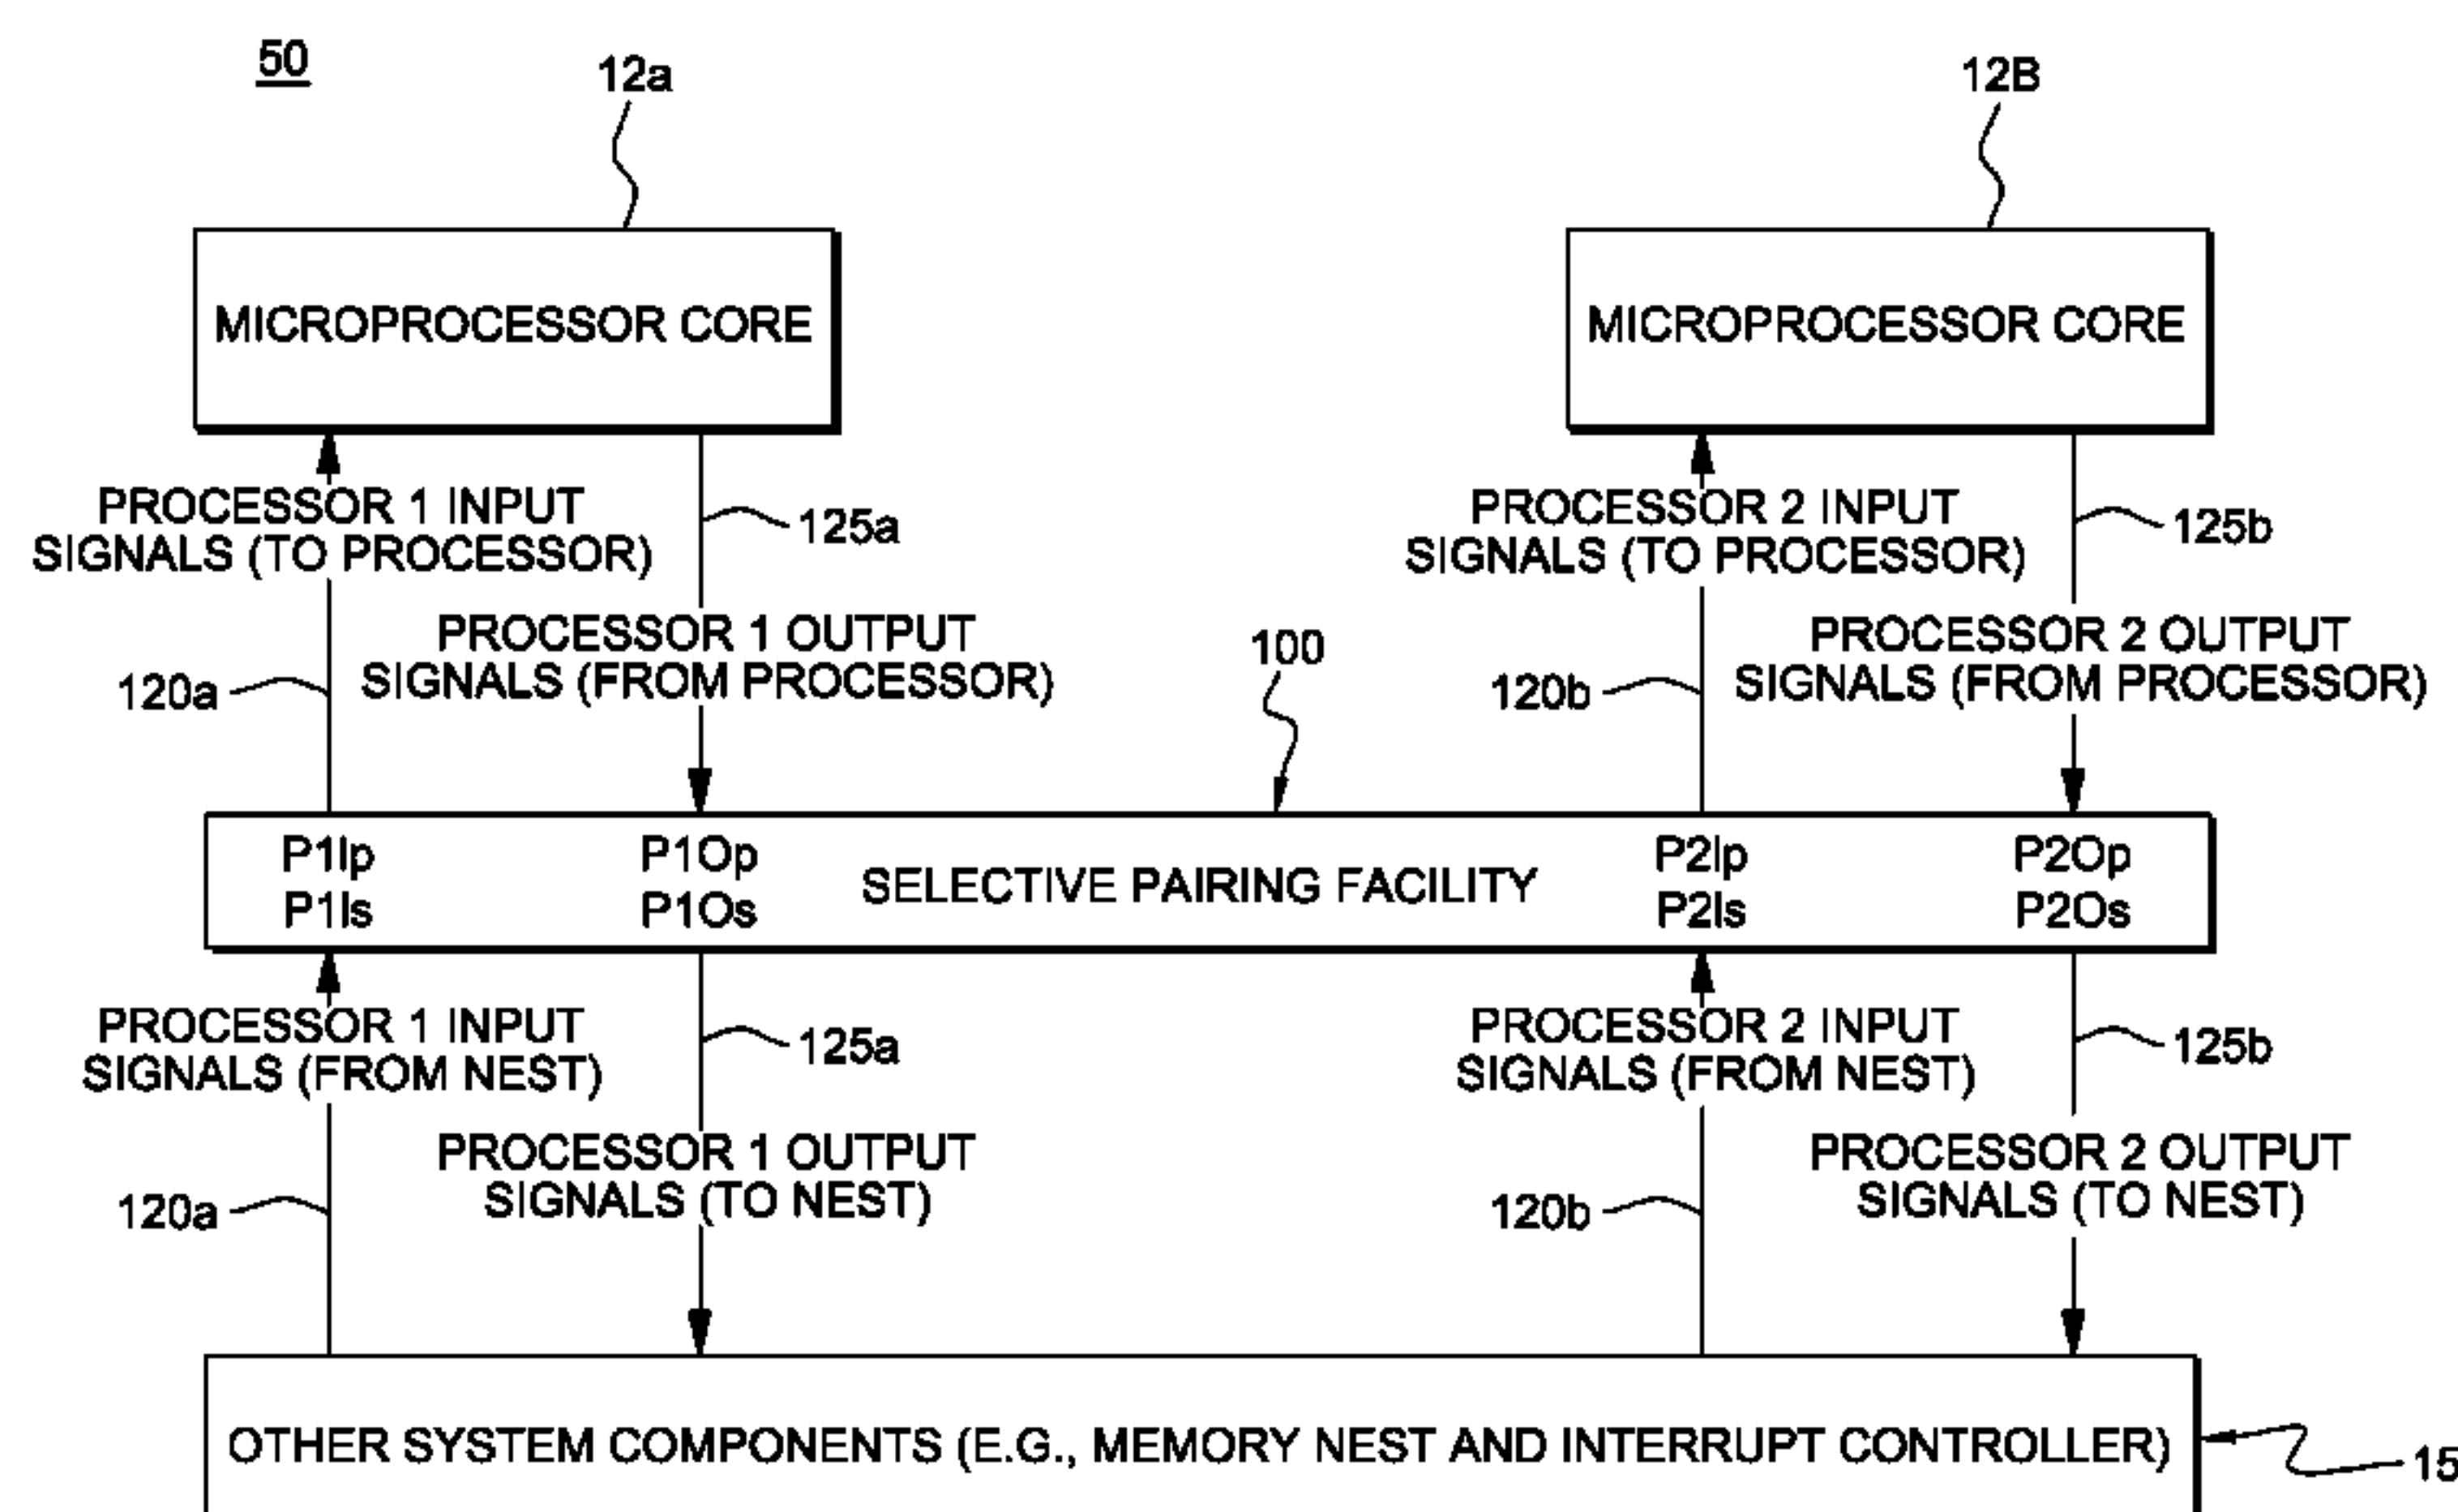 50
12a
12B
MICROPROCESSOR CORE
MICROPROCESSOR CORE
PROCESSOR 1 INPUT
SIGNALS (TO PROCESSOR)
125a
PROCESSOR 2 INPUT
SIGNALS (TO PROCESSOR)
125b
PROCESSOR 1 OUTPUT
SIGNALS (FROM PROCESSOR)
120a
100
PROCESSOR 2 OUTPUT
SIGNALS (FROM PROCESSOR)
120b
P1Ip
P1Is
P1Op
P1Os
SELECTIVE PAIRING FACILITY
P2Ip
P2Is
P2Op
P2Os
PROCESSOR 1 INPUT
SIGNALS (FROM NEST)
125a
PROCESSOR 2 INPUT
SIGNALS (FROM NEST)
125b
PROCESSOR 1 OUTPUT
SIGNALS (TO NEST)
120a
PROCESSOR 2 OUTPUT
SIGNALS (TO NEST)
120b
OTHER SYSTEM COMPONENTS (E.G., MEMORY NEST AND INTERRUPT CONTROLLER)
15